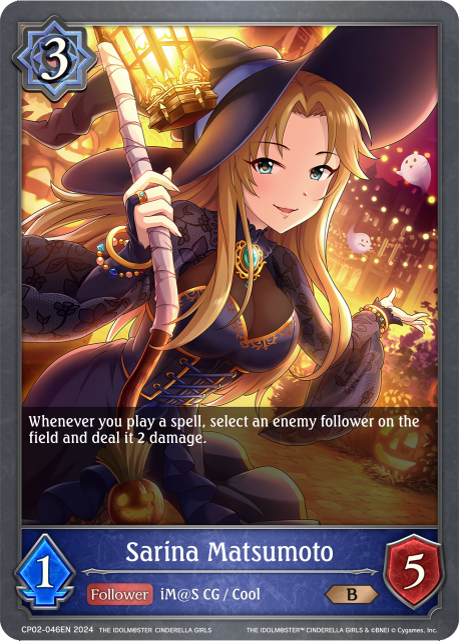 3
Whenever you play a spell, select an enemy follower on the
field and deal it 2 damage.
Sarina Matsumoto
1
Follower iM@S CG / Cool
B
5
CP02-046EN 2024 THE IDOLM@STER CINDERELLA GIRLS THE IDOLM@STER™ CINDERELLA GIRLS & ©BNEI © Cygames, Inc.